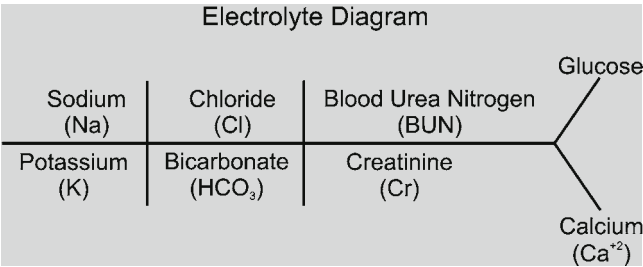 Electrolyte Diagram
Glucose
Sodium
(Na)
Chloride
(Cl)
Blood Urea Nitrogen
(BUN)
Potassium
(K)
Bicarbonate
(HCO₃)
Creatinine
(Cr)
Calcium
(Ca⁺²)